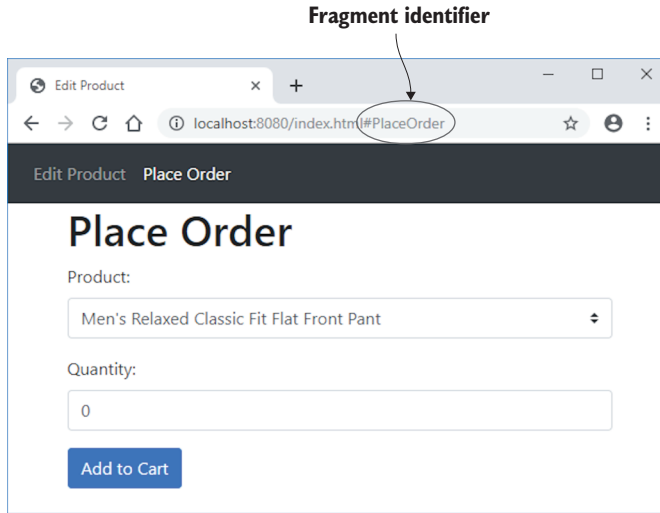 Fragment identifier
Edit Product
localhost:8080/index.html#PlaceOrder
Edit Product Place Order
Place Order
Product:
Men's Relaxed Classic Fit Flat Front Pant
Quantity:
0
Add to Cart